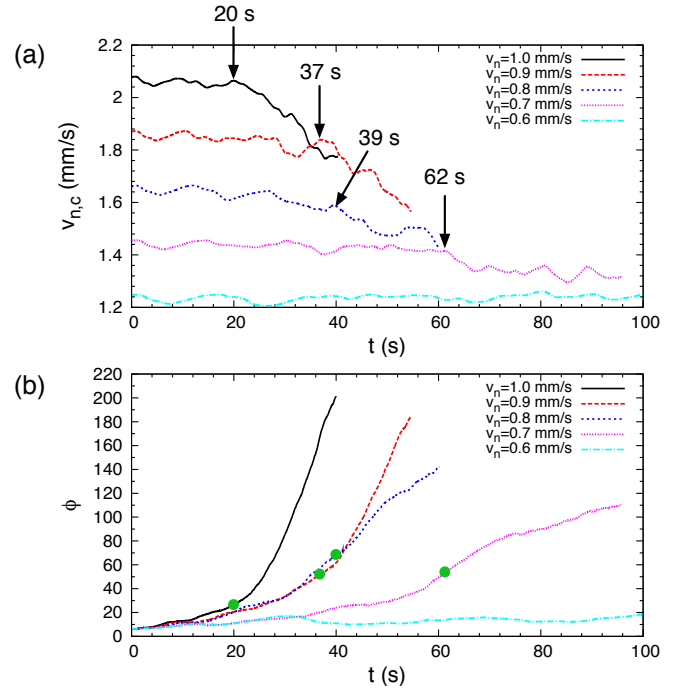 20 s
(a)
2.2
37 s
v_n=1.0 mm/s
v_n=0.9 mm/s
v_n=0.8 mm/s
v_n=0.7 mm/s
v_n=0.6 mm/s
2
39 s
1.8
62 s
v_n,c (mm/s)
1.6
1.4
1.2
0 20 40 60 80 100
t (s)
(b)
220
v_n=1.0 mm/s
v_n=0.9 mm/s
v_n=0.8 mm/s
v_n=0.7 mm/s
v_n=0.6 mm/s
200
180
160
140
120
ϕ
100
80
60
40
20
0
0 20 40 60 80 100
t (s)